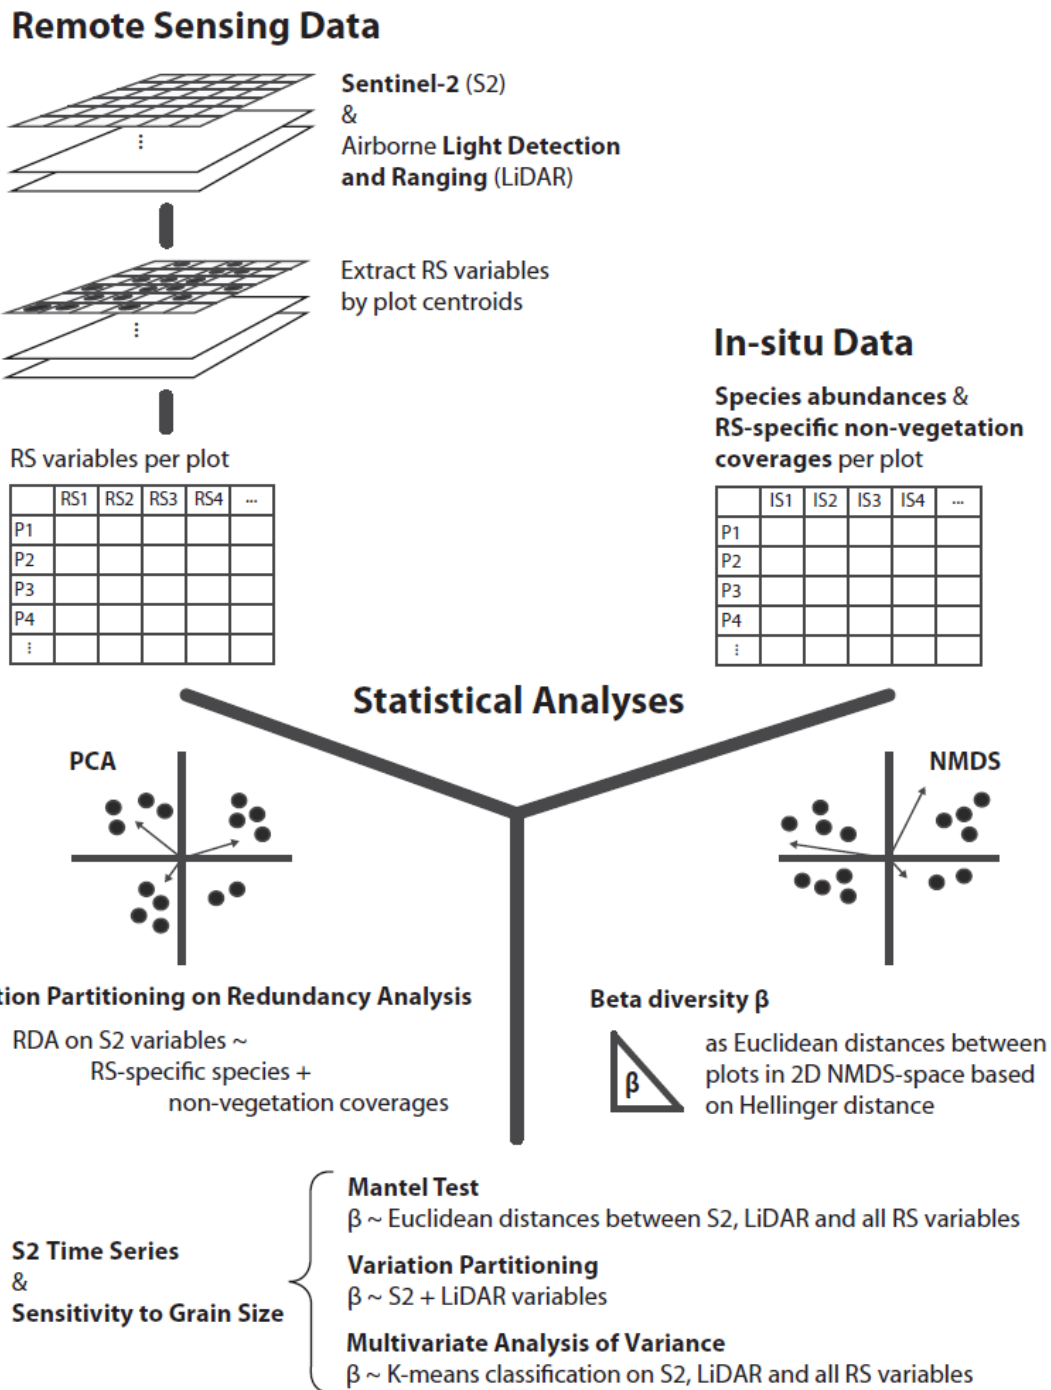 Remote Sensing Data
Sentinel-2 (S2)
&
Airborne Light Detection
and Ranging (LiDAR)
⋮
Extract RS variables
by plot centroids
⋮
In-situ Data
Species abundances &
RS-specific non-vegetation
coverages per plot
RS variables per plot
RS1 RS2 RS3 RS4 ...
P1
P2
P3
P4
⋮
IS1 IS2 IS3 IS4 ...
P1
P2
P3
P4
⋮
Statistical Analyses
PCA
NMDS
tion Partitioning on Redundancy Analysis
RDA on S2 variables ~
RS-specific species +
non-vegetation coverages
Beta diversity β
β
as Euclidean distances between
plots in 2D NMDS-space based
on Hellinger distance
S2 Time Series
&
Sensitivity to Grain Size
Mantel Test
β ~ Euclidean distances between S2, LiDAR and all RS variables
Variation Partitioning
β ~ S2 + LiDAR variables
Multivariate Analysis of Variance
β ~ K-means classification on S2, LiDAR and all RS variables